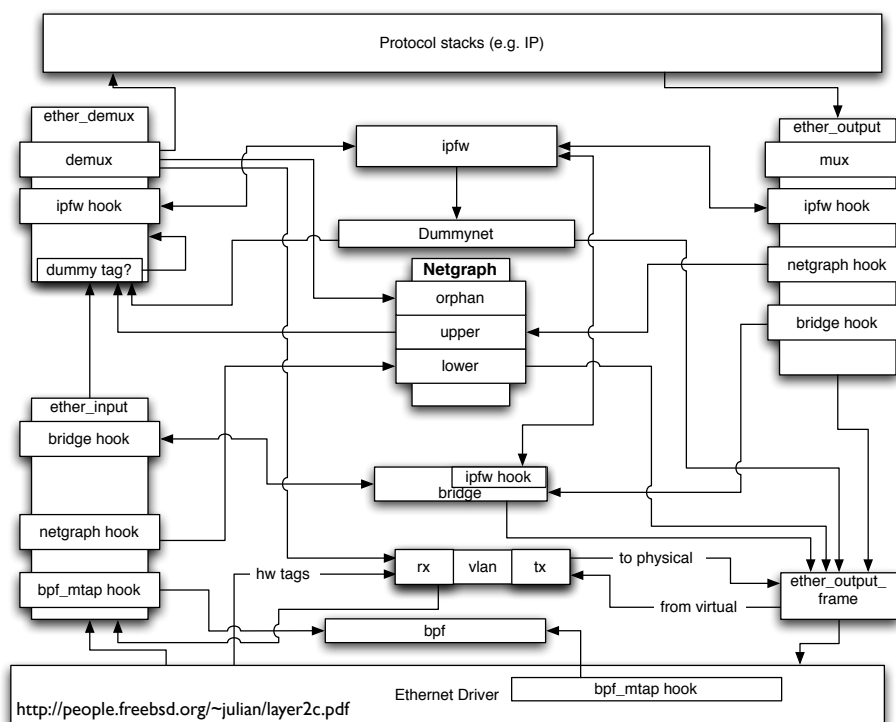 Protocol stacks (e.g. IP)
ether_demux
demux
ipfw hook
dummy tag?
ipfw
Dummynet
Netgraph
orphan
upper
lower
ether_output
mux
ipfw hook
netgraph hook
bridge hook
ether_input
bridge hook
netgraph hook
bpf_mtap hook
ipfw hook
bridge
hw tags
rx
vlan
tx
to physical
from virtual
ether_output_
frame
bpf
Ethernet Driver
bpf_mtap hook
http://people.freebsd.org/~julian/layer2c.pdf